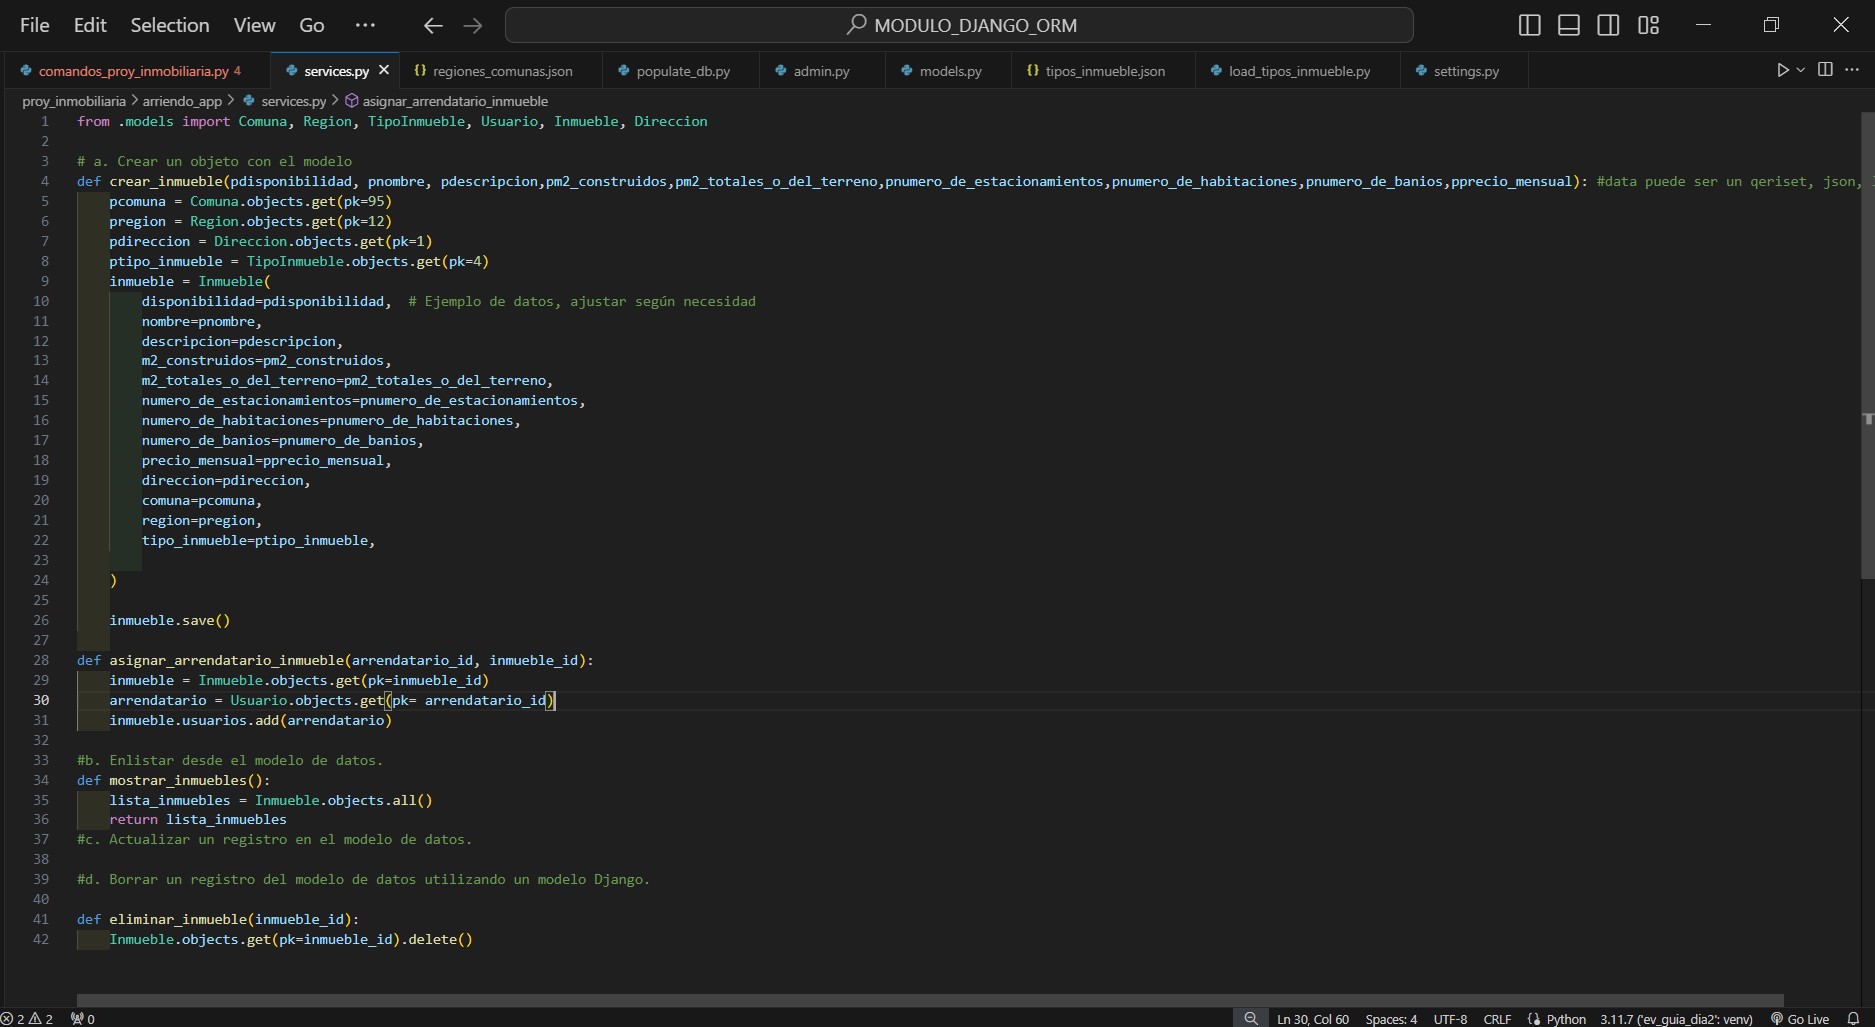 File Edit Selection View Go ··· MODULO_DJANGO_ORM
comandos_proy_inmobiliaria.py 4 services.py regiones_comunas.json populate_db.py admin.py models.py tipos_inmueble.json load_tipos_inmueble.py settings.py
proy_inmobiliaria > arriendo_app > services.py > asignar_arrendatario_inmueble
1 from .models import Comuna, Region, TipoInmueble, Usuario, Inmueble, Direccion
2
3 # a. Crear un objeto con el modelo
4 def crear_inmueble(pdisponibilidad, pnombre, pdescripcion,pm2_construidos,pm2_totales_o_del_terreno,pnumero_de_estacionamientos,pnumero_de_habitaciones,pnumero_de_banios,pprecio_mensual): #data puede ser un qeriset, json,
5     pcomuna = Comuna.objects.get(pk=95)
6     pregion = Region.objects.get(pk=12)
7     pdireccion = Direccion.objects.get(pk=1)
8     ptipo_inmueble = TipoInmueble.objects.get(pk=4)
9     inmueble = Inmueble(
10         disponibilidad=pdisponibilidad,  # Ejemplo de datos, ajustar según necesidad
11         nombre=pnombre,
12         descripcion=pdescripcion,
13         m2_construidos=pm2_construidos,
14         m2_totales_o_del_terreno=pm2_totales_o_del_terreno,
15         numero_de_estacionamientos=pnumero_de_estacionamientos,
16         numero_de_habitaciones=pnumero_de_habitaciones,
17         numero_de_banios=pnumero_de_banios,
18         precio_mensual=pprecio_mensual,
19         direccion=pdireccion,
20         comuna=pcomuna,
21         region=pregion,
22         tipo_inmueble=ptipo_inmueble,
23
24     )
25
26     inmueble.save()
27
28 def asignar_arrendatario_inmueble(arrendatario_id, inmueble_id):
29     inmueble = Inmueble.objects.get(pk=inmueble_id)
30     arrendatario = Usuario.objects.get(pk= arrendatario_id)
31     inmueble.usuarios.add(arrendatario)
32
33 #b. Enlistar desde el modelo de datos.
34 def mostrar_inmuebles():
35     lista_inmuebles = Inmueble.objects.all()
36     return lista_inmuebles
37 #c. Actualizar un registro en el modelo de datos.
38
39 #d. Borrar un registro del modelo de datos utilizando un modelo Django.
40
41 def eliminar_inmueble(inmueble_id):
42     Inmueble.objects.get(pk=inmueble_id).delete()
2 2 0 Ln 30, Col 60 Spaces: 4 UTF-8 CRLF Python 3.11.7 ('ev_guia_dia2': venv) Go Live